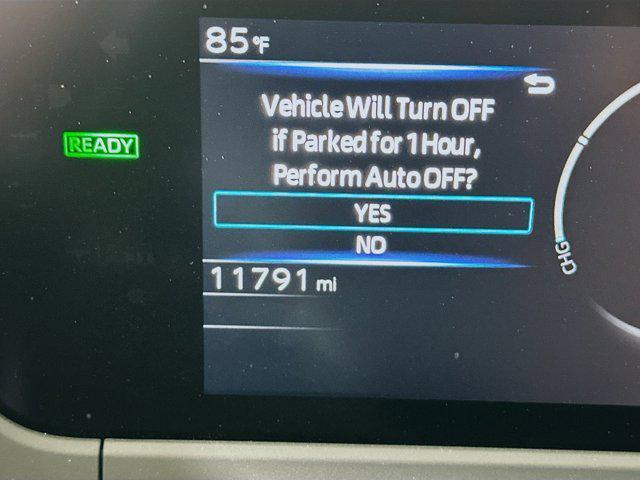 85°F
READY
Vehicle Will Turn OFF
if Parked for 1 Hour,
Perform Auto OFF?
YES
NO
CHG
11791 mi